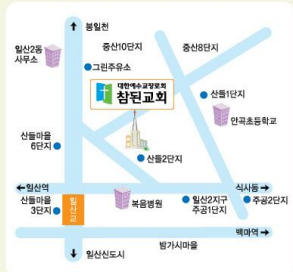 봉일천
일산2동
사무소
중산10단지
중산8단지
그린주유소
대한예수교장로회
참된교회
산들1단지
안곡초등학교
산들마을
6단지
산들2단지
←일산역
식사동→
산들마을
3단지
일산교
복음병원
일산2지구
주공1단지
주공2단지
백마역→
밤가시마을
일산신도시